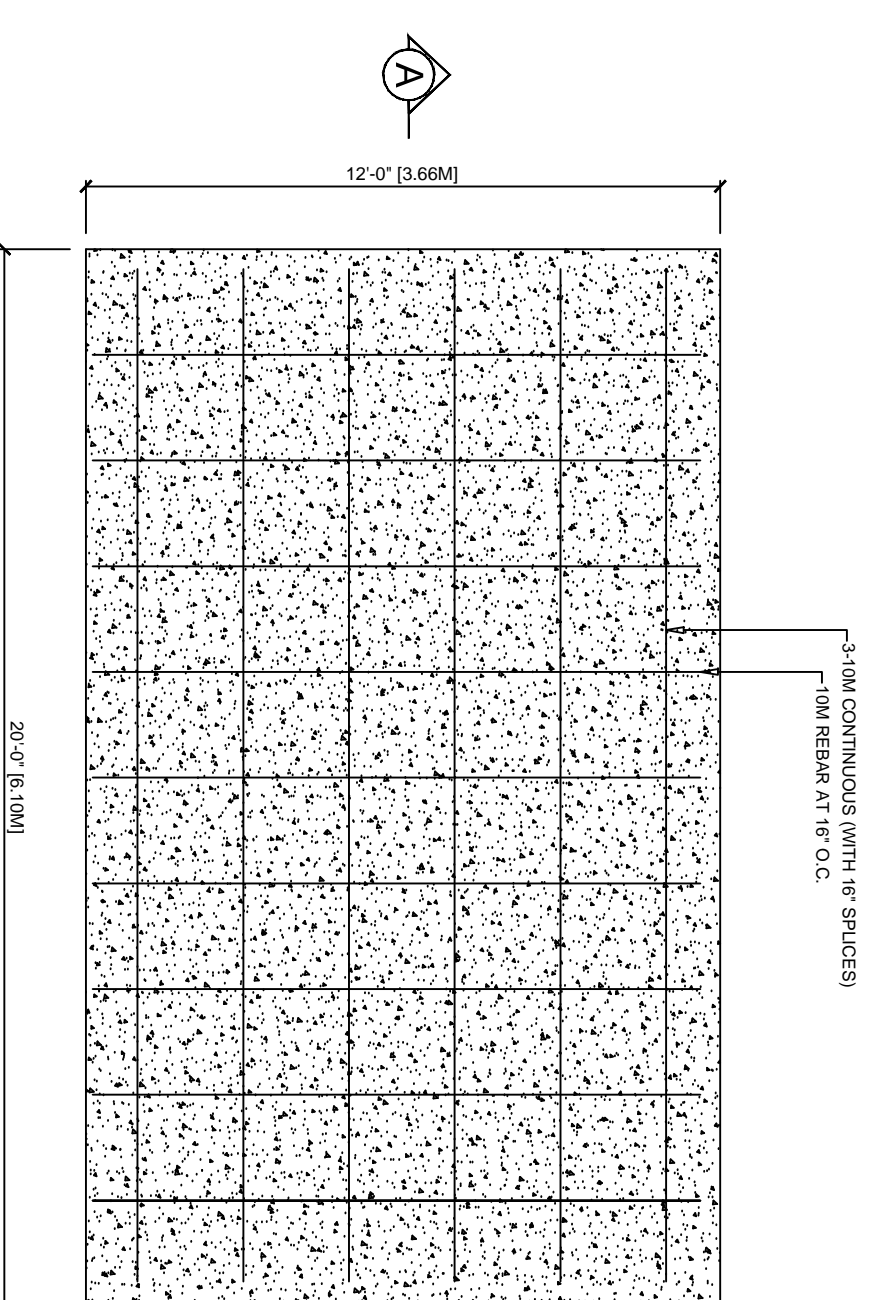 A
12'-0" [3.66M]
3-10M CONTINUOUS (WITH 16" SPLICES)
10M REBAR AT 16" O.C.
20'-0" [6.10M]